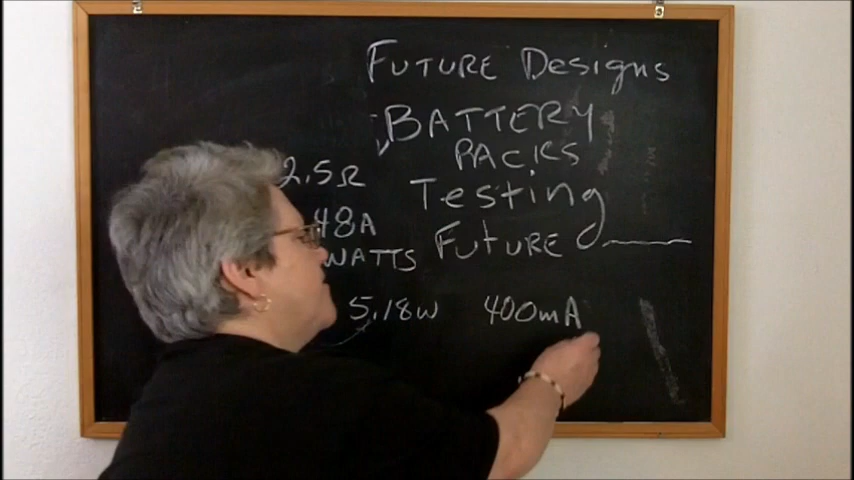 Future Designs
BATTERY
PACKS
2.5Ω
Testing
48A
WATTS
Future
5.18W 400mA